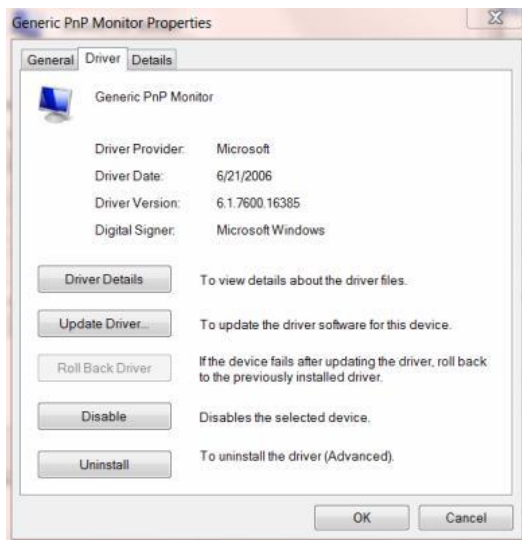 Generic PnP Monitor Properties
General Driver Details
Generic PnP Monitor
Driver Provider: Microsoft
Driver Date: 6/21/2006
Driver Version: 6.1.7600.16385
Digital Signer: Microsoft Windows
Driver Details To view details about the driver files.
Update Driver... To update the driver software for this device.
Roll Back Driver If the device fails after updating the driver, roll back
to the previously installed driver.
Disable Disables the selected device.
Uninstall To uninstall the driver (Advanced).
OK Cancel